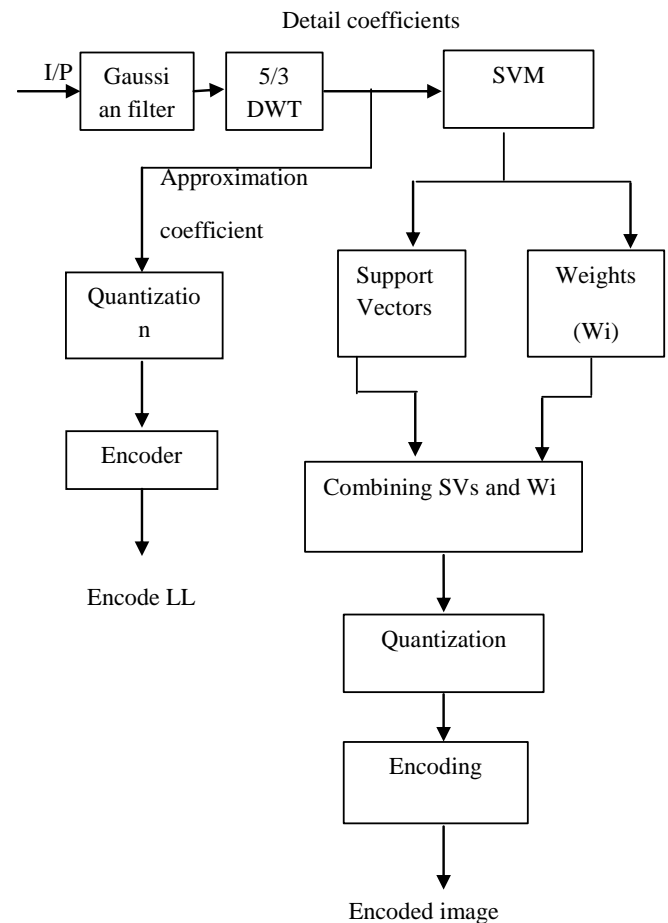 Detail coefficients
I/P
Gaussi
an filter
5/3
DWT
SVM
Approximation
coefficient
Support
Vectors
Weights
(Wi)
Quantizatio
n
Encoder
Combining SVs and Wi
Encode LL
Quantization
Encoding
Encoded image